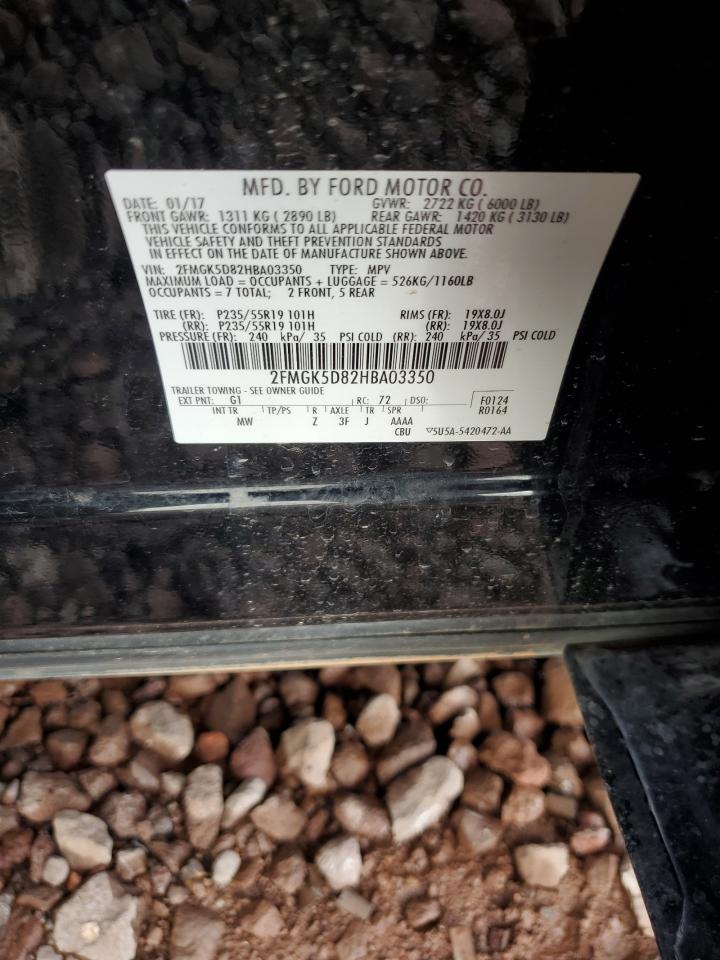 MFD. BY FORD MOTOR CO.
DATE: 01/17 GVWR: 2722 KG ( 6000 LB)
FRONT GAWR: 1311 KG ( 2890 LB) REAR GAWR: 1420 KG ( 3130 LB)
THIS VEHICLE CONFORMS TO ALL APPLICABLE FEDERAL MOTOR
VEHICLE SAFETY AND THEFT PREVENTION STANDARDS
IN EFFECT ON THE DATE OF MANUFACTURE SHOWN ABOVE.
VIN: 2FMGK5D82HBA03350 TYPE: MPV
MAXIMUM LOAD = OCCUPANTS + LUGGAGE = 526KG/1160LB
OCCUPANTS = 7 TOTAL; 2 FRONT, 5 REAR
TIRE (FR): P235/55R19 101H RIMS (FR): 19X8.0J
(RR): P235/55R19 101H (RR): 19X8.0J
PRESSURE (FR): 240 kPa/ 35 PSI COLD (RR): 240 kPa/ 35 PSI COLD
2FMGK5D82HBA03350
TRAILER TOWING - SEE OWNER GUIDE
EXT PNT: G1 RC: 72 DSO: F0124
INT TR TP/PS R AXLE TR SPR R0164
MW Z 3F J AAAA
CBU ▽5U5A-5420472-AA